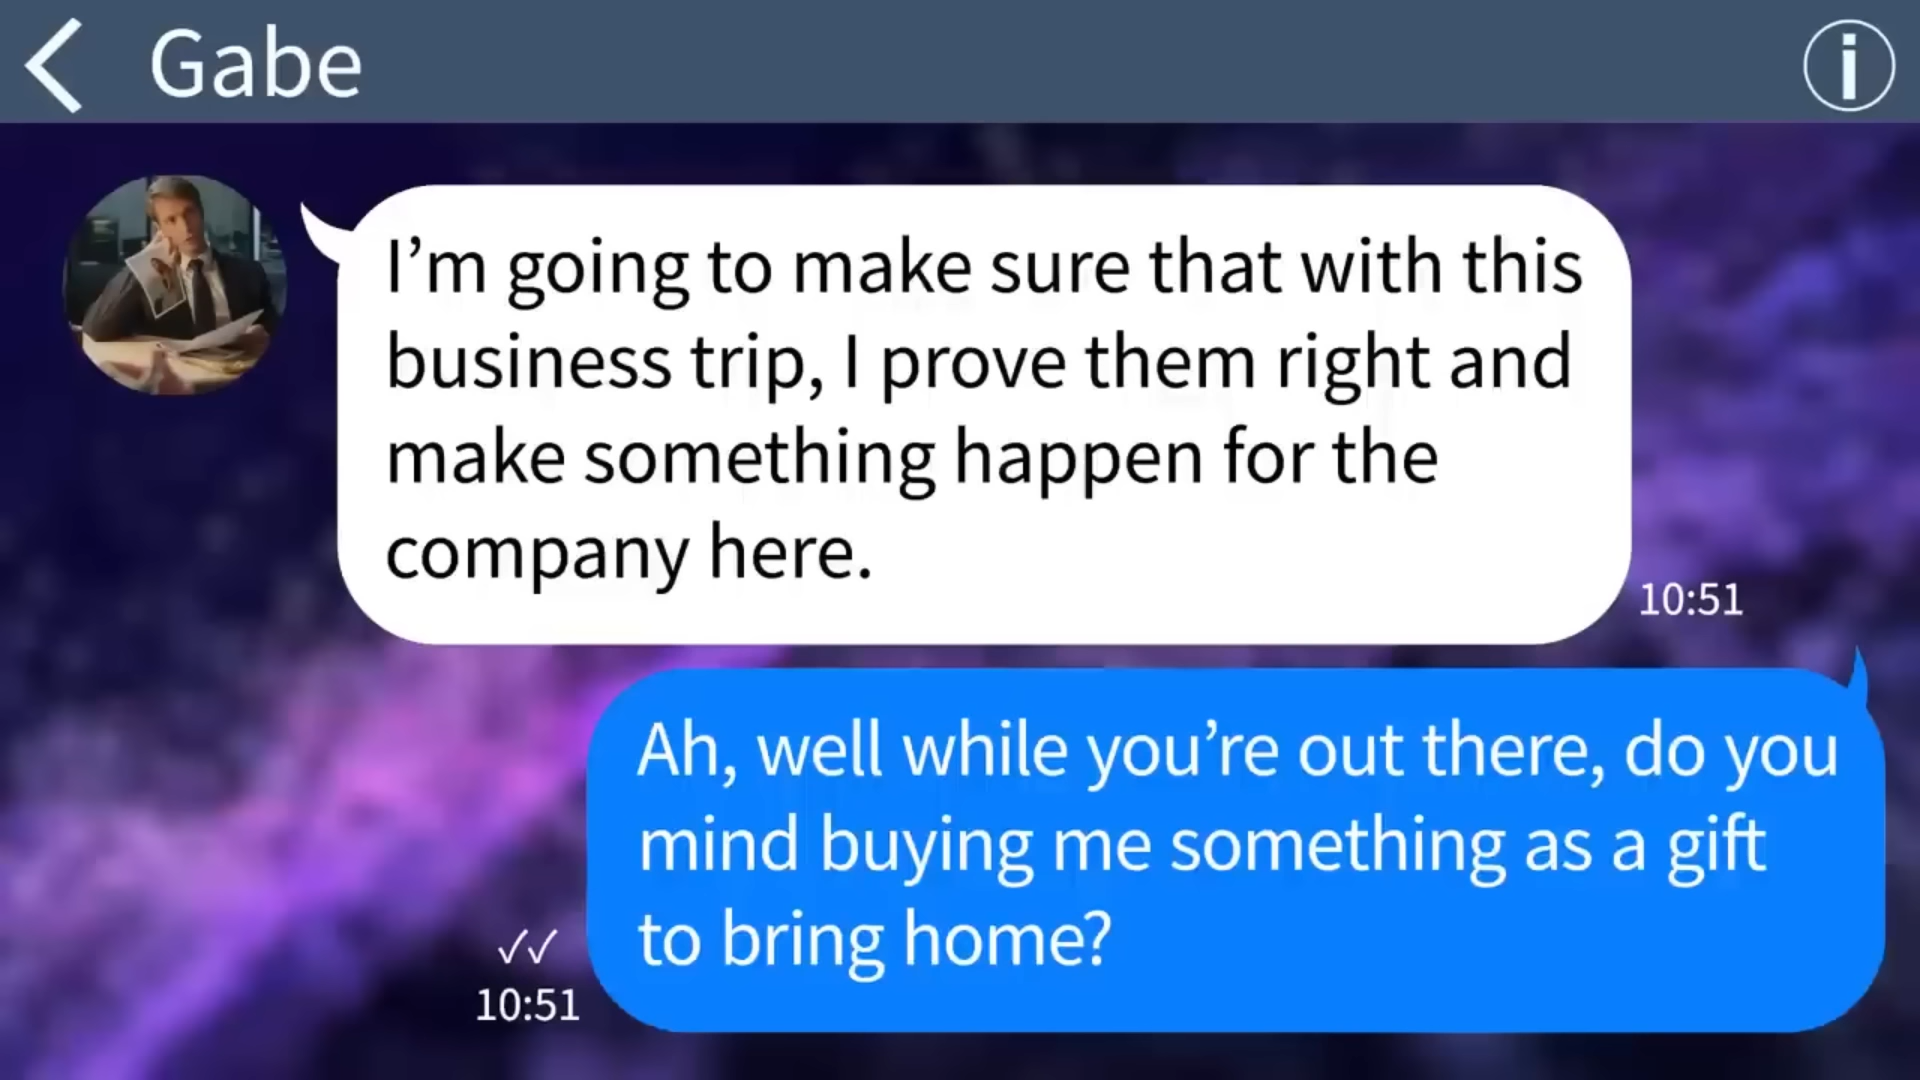 Gabe
I’m going to make sure that with this
business trip, I prove them right and
make something happen for the
company here.
10:51
Ah, well while you’re out there, do you
mind buying me something as a gift
to bring home?
10:51